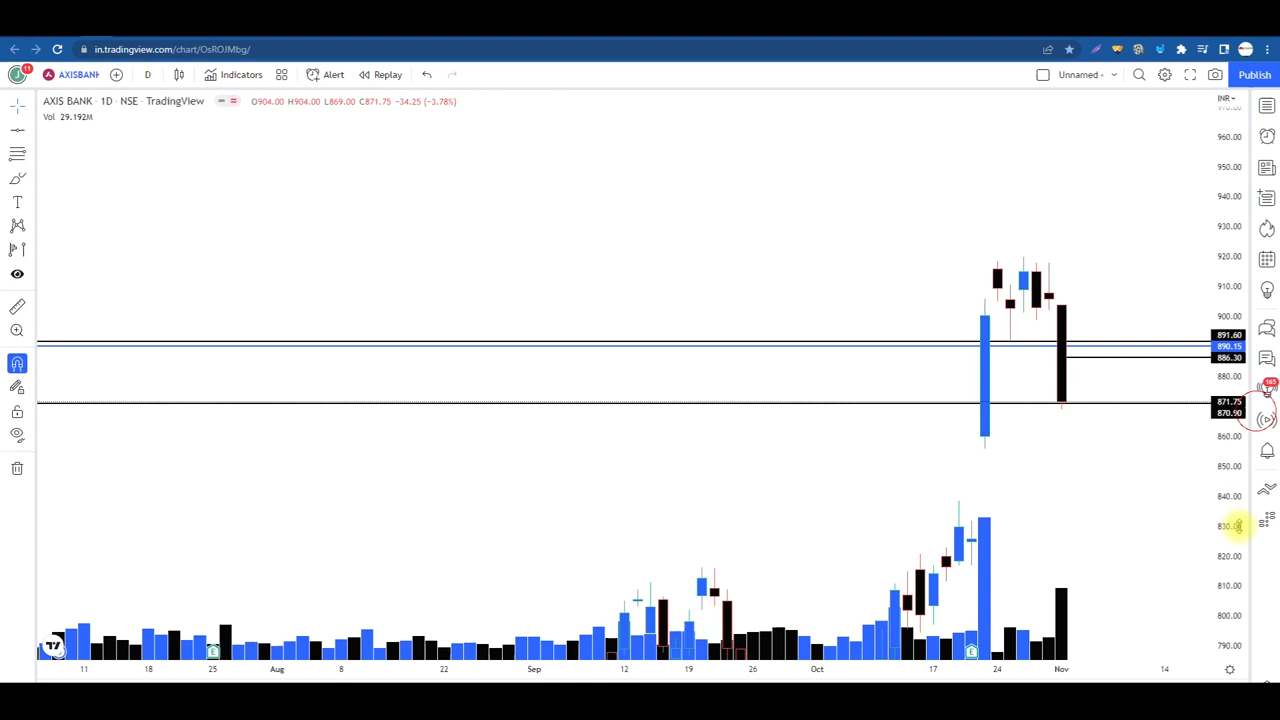 in.tradingview.com/chart/OsROJMbg/
11
AXISBANK
D
Indicators
Alert
Replay
Unnamed
Publish
AXIS BANK · 1D · NSE · TradingView
O904.00 H904.00 L869.00 C871.75 −34.25 (−3.78%)
Vol 29.192M
INR
970.00
960.00
950.00
940.00
930.00
920.00
910.00
900.00
891.60
890.15
886.30
880.00
165
871.75
870.90
860.00
850.00
840.00
830.00
820.00
810.00
800.00
790.00
E
E
11
18
25
Aug
8
22
Sep
12
19
26
Oct
17
24
Nov
14